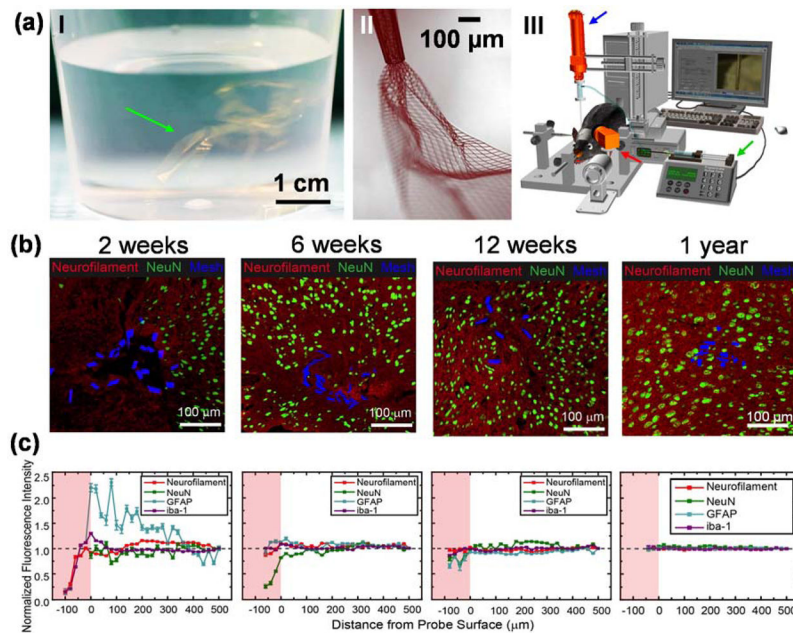 (a) I II III
100 µm
1 cm
(b) 2 weeks 6 weeks 12 weeks 1 year
Neurofilament NeuN Mesh Neurofilament NeuN Mesh Neurofilament NeuN Mesh Neurofilament NeuN Mesh
100 µm 100 µm 100 µm 100 µm
(c)
Normalized Fluorescence Intensity
2.5
2.0
1.5
1.0
0.5
0.0
Neurofilament
NeuN
GFAP
iba-1
Neurofilament
NeuN
GFAP
iba-1
Neurofilament
NeuN
GFAP
iba-1
Neurofilament
NeuN
GFAP
iba-1
-100 0 100 200 300 400 500 -100 0 100 200 300 400 500 -100 0 100 200 300 400 500 -100 0 100 200 300 400 500
Distance from Probe Surface (µm)